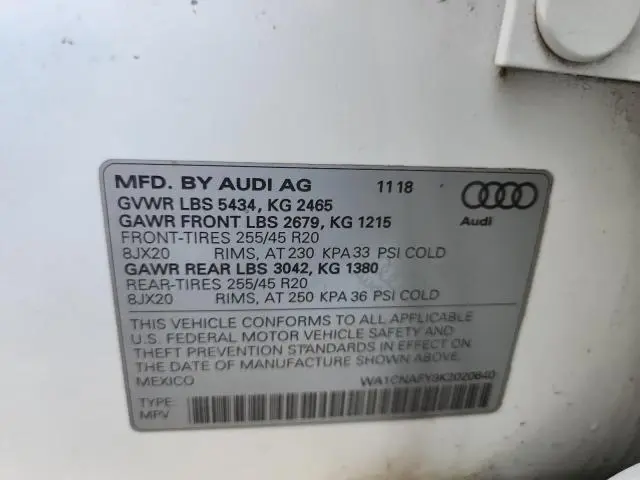 MFD. BY AUDI AG 11 18
Audi
GVWR LBS 5434, KG 2465
GAWR FRONT LBS 2679, KG 1215
FRONT-TIRES 255/45 R20
8JX20 RIMS, AT 230 KPA 33 PSI COLD
GAWR REAR LBS 3042, KG 1380
REAR-TIRES 255/45 R20
8JX20 RIMS, AT 250 KPA 36 PSI COLD
THIS VEHICLE CONFORMS TO ALL APPLICABLE
U.S. FEDERAL MOTOR VEHICLE SAFETY AND
THEFT PREVENTION STANDARDS IN EFFECT ON
THE DATE OF MANUFACTURE SHOWN ABOVE.
MEXICO WA1CNAFY9K2020640
TYPE:
MPV